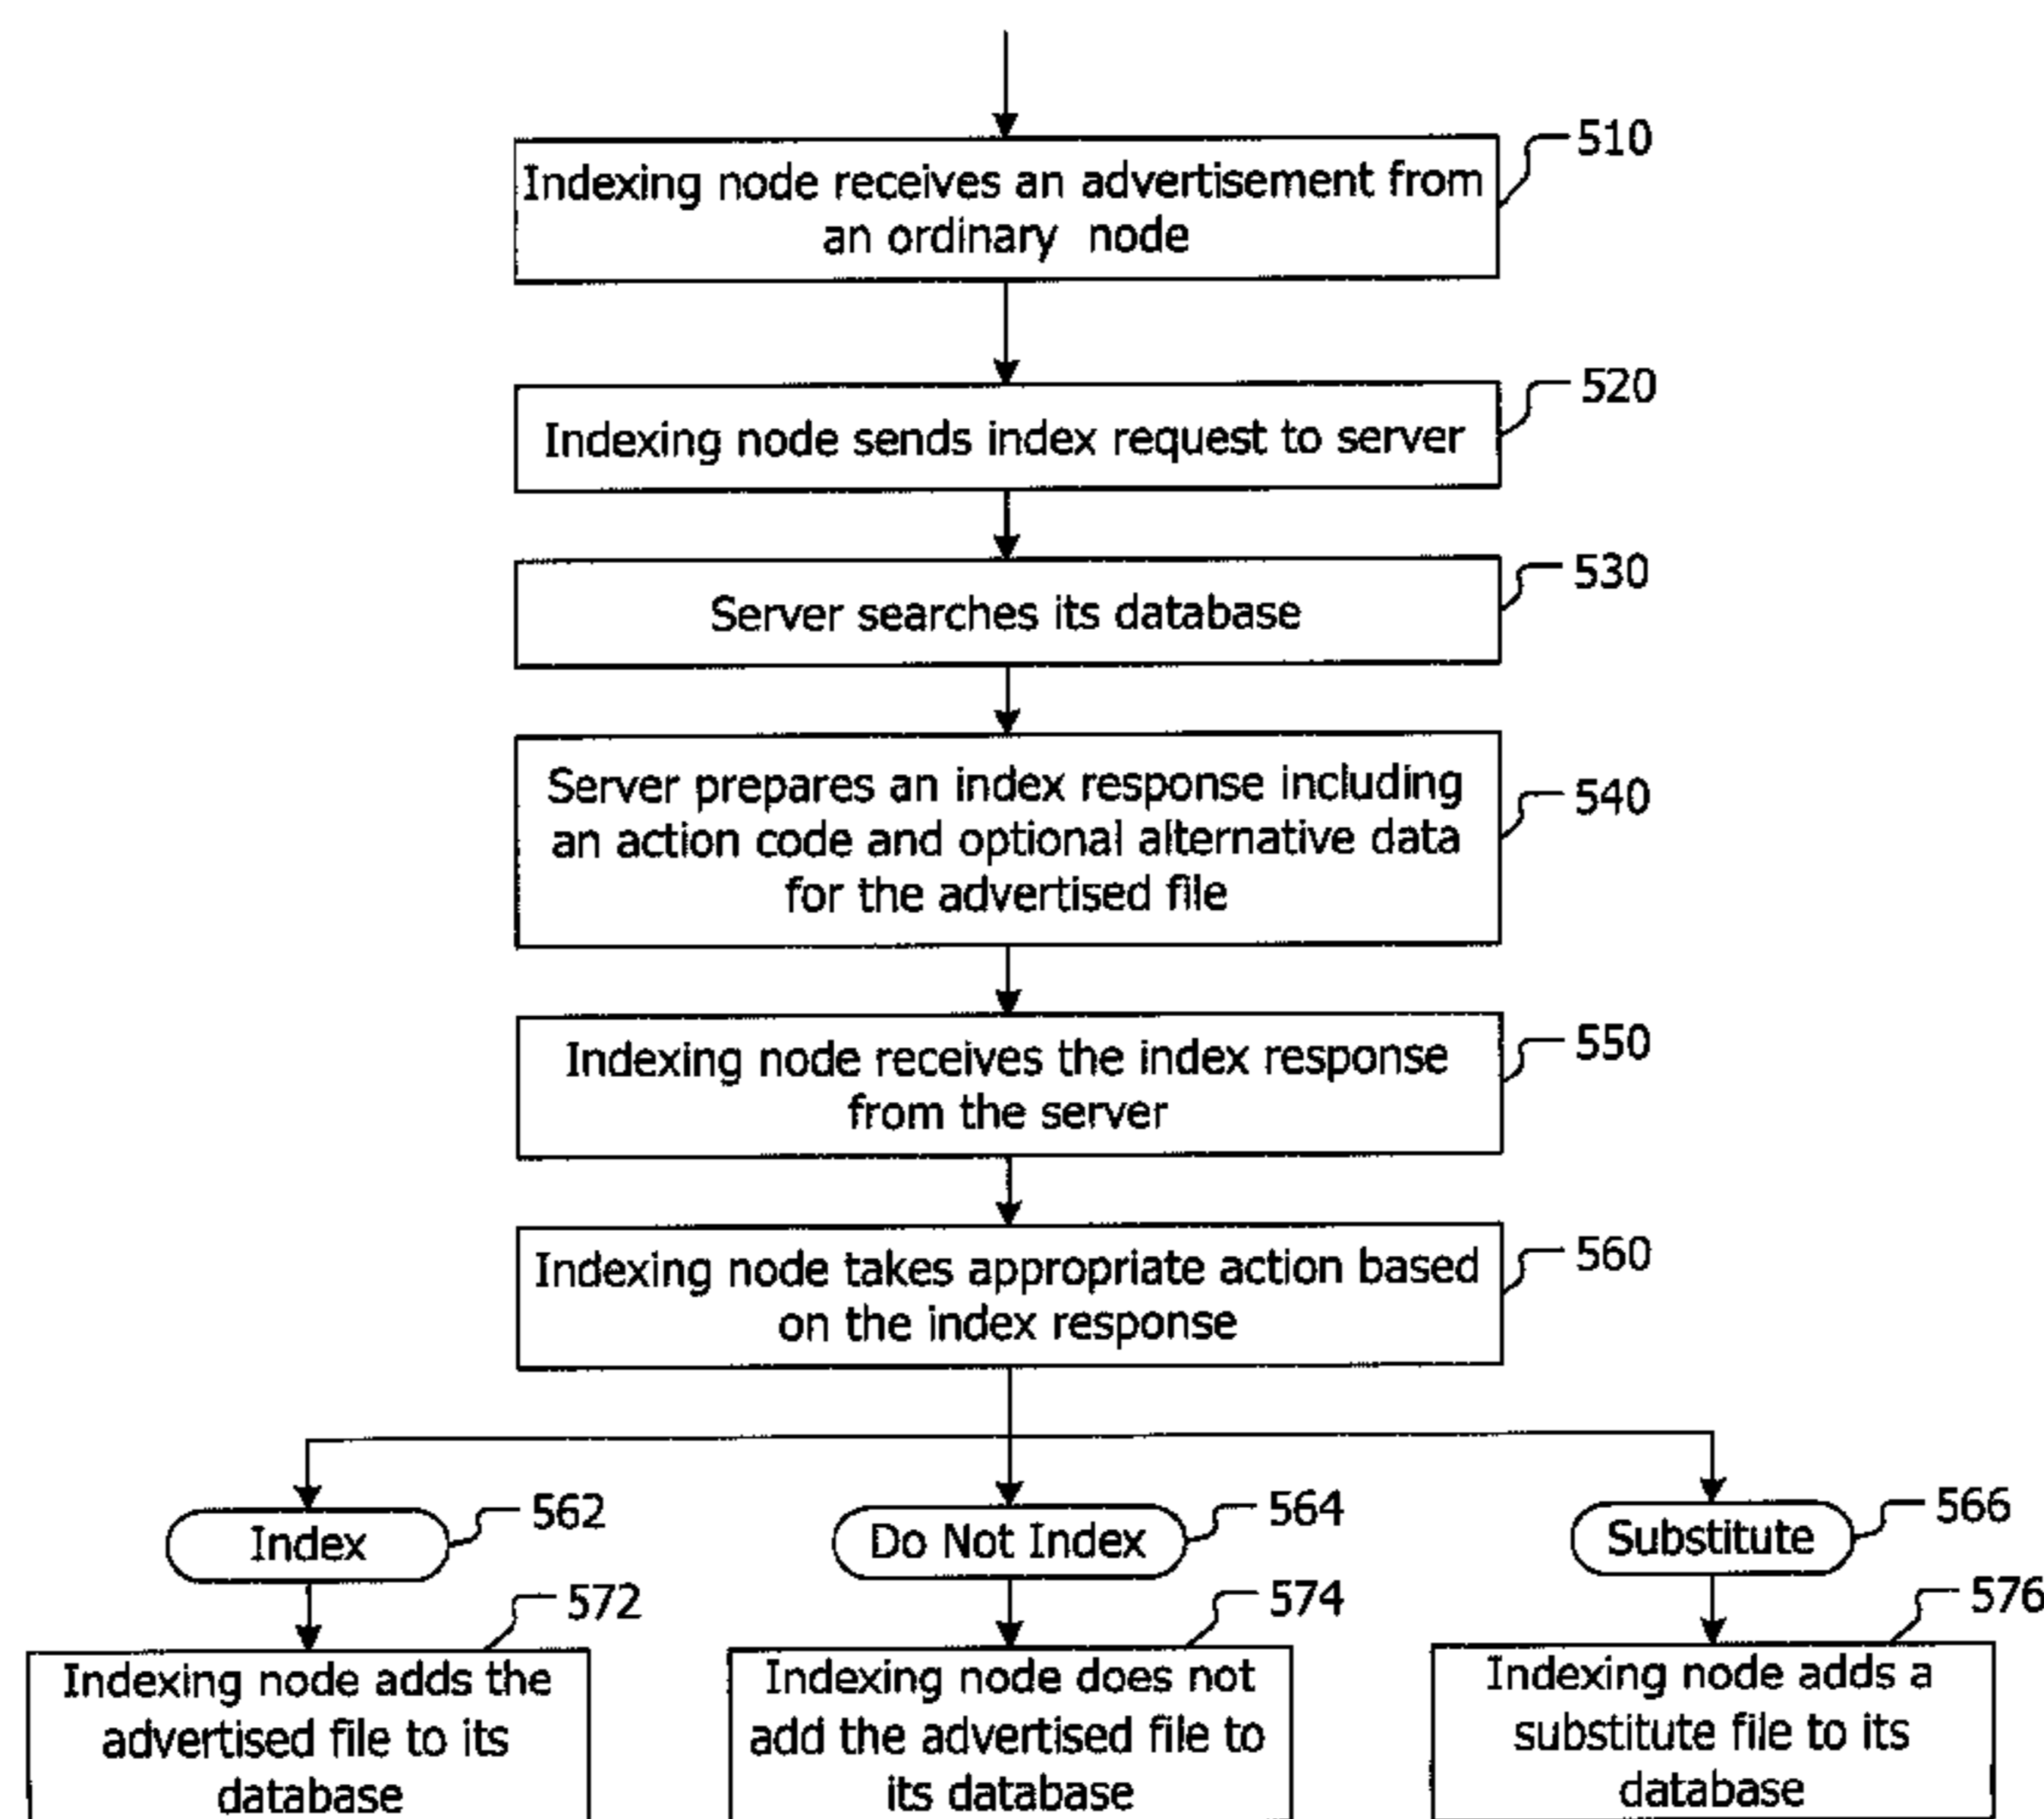 510
Indexing node receives an advertisement from
an ordinary node
520
Indexing node sends index request to server
530
Server searches its database
540
Server prepares an index response including
an action code and optional alternative data
for the advertised file
550
Indexing node receives the index response
from the server
560
Indexing node takes appropriate action based
on the index response
562
Index
564
Do Not Index
566
Substitute
572
Indexing node adds the
advertised file to its
database
574
Indexing node does not
add the advertised file to
its database
576
Indexing node adds a
substitute file to its
database